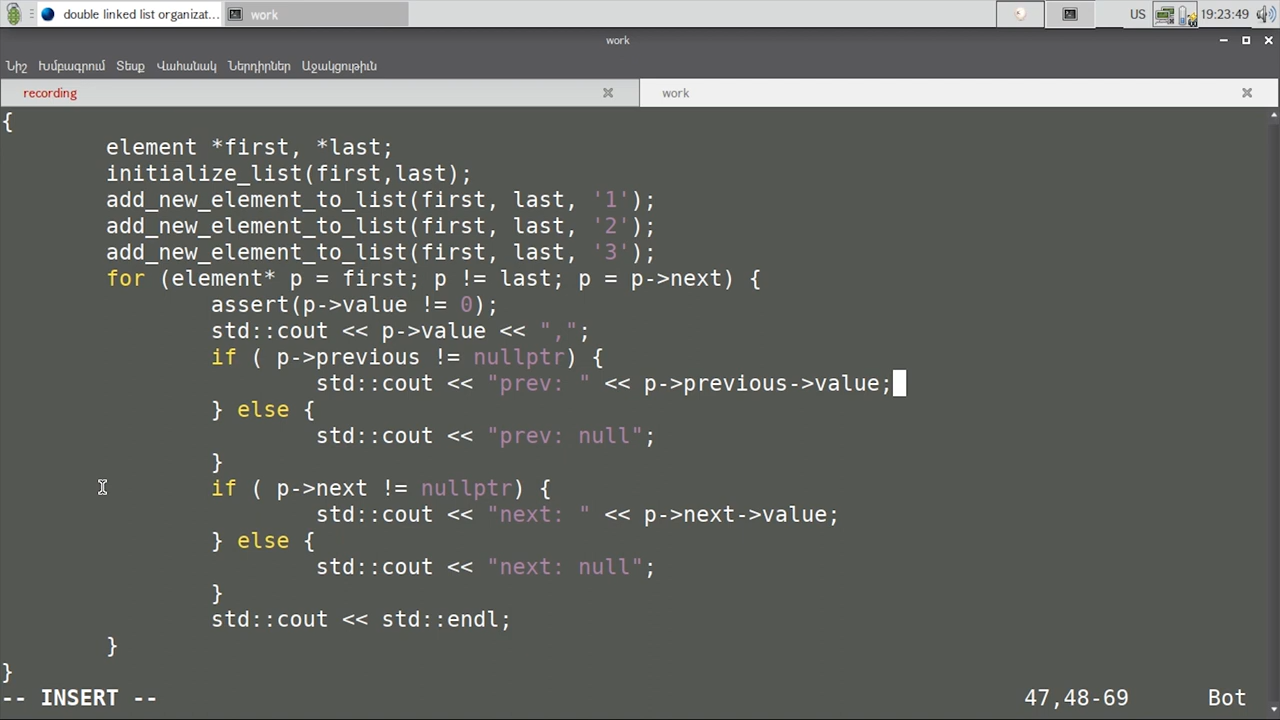 double linked list organizat...
work
US
19:23:49
work
Նիշ Խմբագրում Տեսք Վահանակ Ներդիրներ Աջակցութիւն
recording
work
{
element *first, *last;
initialize_list(first,last);
add_new_element_to_list(first, last, '1');
add_new_element_to_list(first, last, '2');
add_new_element_to_list(first, last, '3');
for (element* p = first; p != last; p = p->next) {
assert(p->value != 0);
std::cout << p->value << ",";
if ( p->previous != nullptr) {
std::cout << "prev: " << p->previous->value;
} else {
std::cout << "prev: null";
}
if ( p->next != nullptr) {
std::cout << "next: " << p->next->value;
} else {
std::cout << "next: null";
}
std::cout << std::endl;
}
}
-- INSERT --
47,48-69
Bot